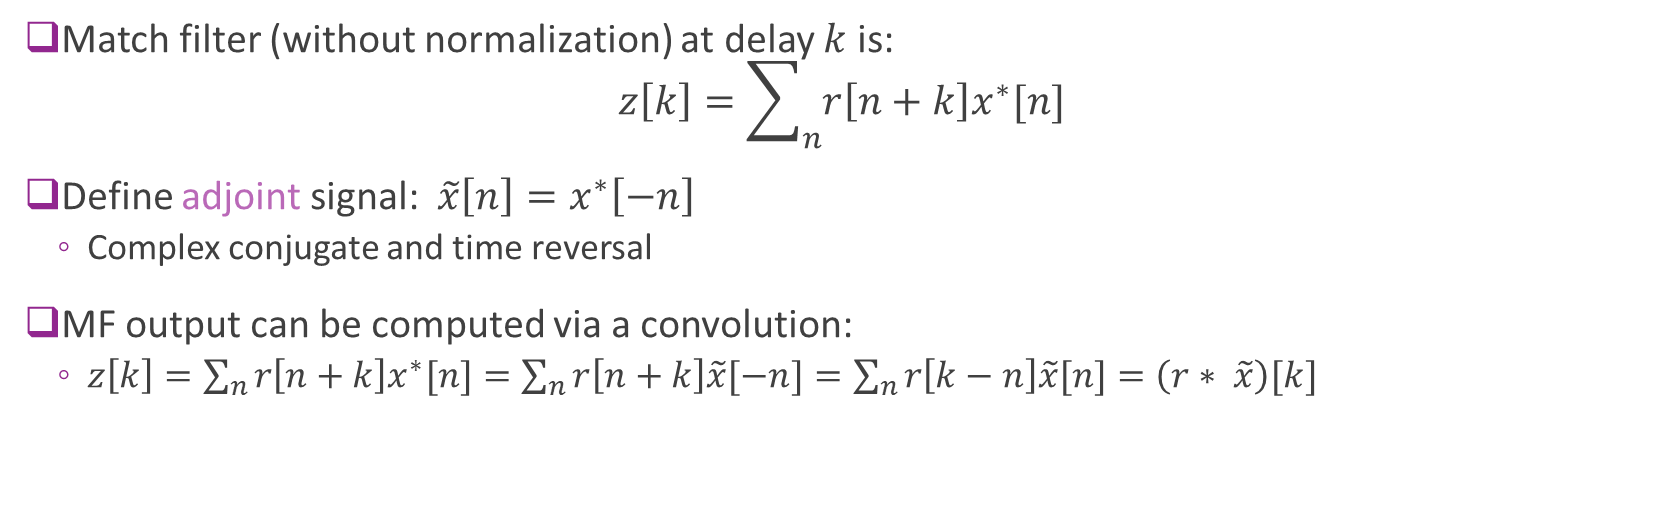 ❑Match filter (without normalization) at delay 𝑘 is:
𝑧[𝑘] = ∑ₙ 𝑟[𝑛 + 𝑘]𝑥*[𝑛]
❑Define adjoint signal: 𝑥̃[𝑛] = 𝑥*[−𝑛]
◦ Complex conjugate and time reversal
❑MF output can be computed via a convolution:
◦ 𝑧[𝑘] = ∑ₙ 𝑟[𝑛 + 𝑘]𝑥*[𝑛] = ∑ₙ 𝑟[𝑛 + 𝑘]𝑥̃[−𝑛] = ∑ₙ 𝑟[𝑘 − 𝑛]𝑥̃[𝑛] = (𝑟 ∗ 𝑥̃)[𝑘]